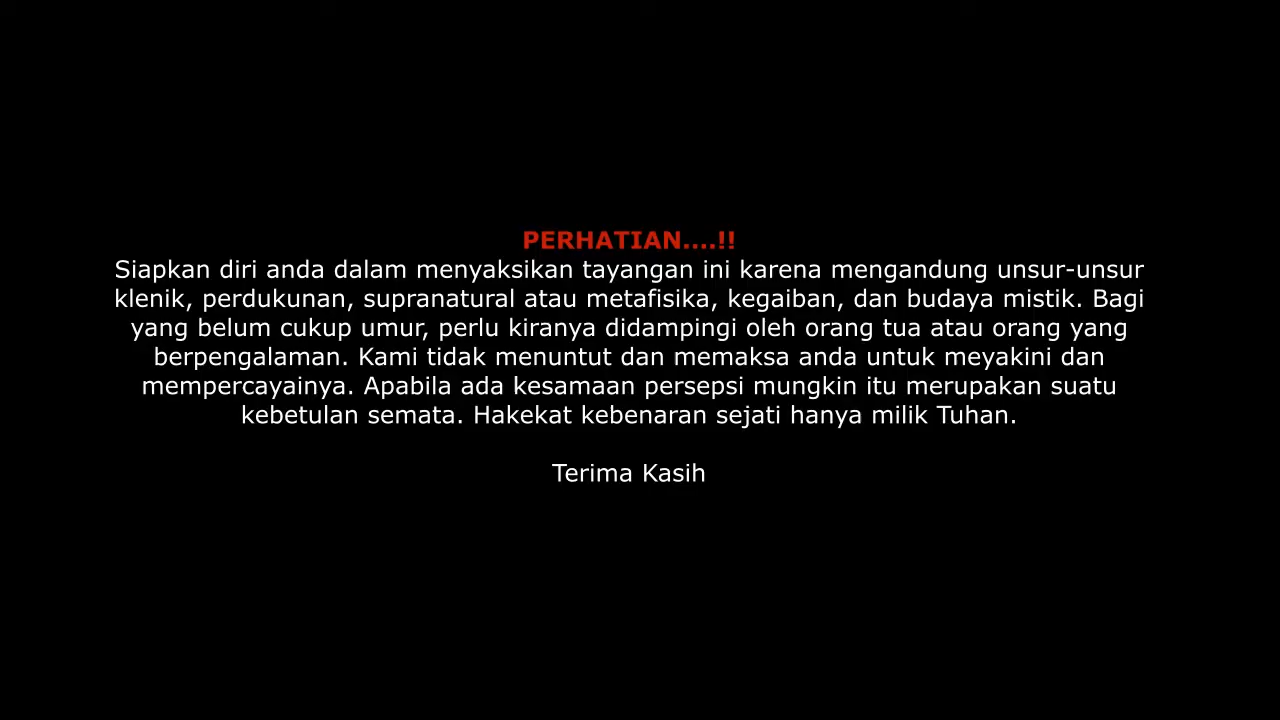 PERHATIAN....!!
Siapkan diri anda dalam menyaksikan tayangan ini karena mengandung unsur-unsur
klenik, perdukunan, supranatural atau metafisika, kegaiban, dan budaya mistik. Bagi
yang belum cukup umur, perlu kiranya didampingi oleh orang tua atau orang yang
berpengalaman. Kami tidak menuntut dan memaksa anda untuk meyakini dan
mempercayainya. Apabila ada kesamaan persepsi mungkin itu merupakan suatu
kebetulan semata. Hakekat kebenaran sejati hanya milik Tuhan.
Terima Kasih